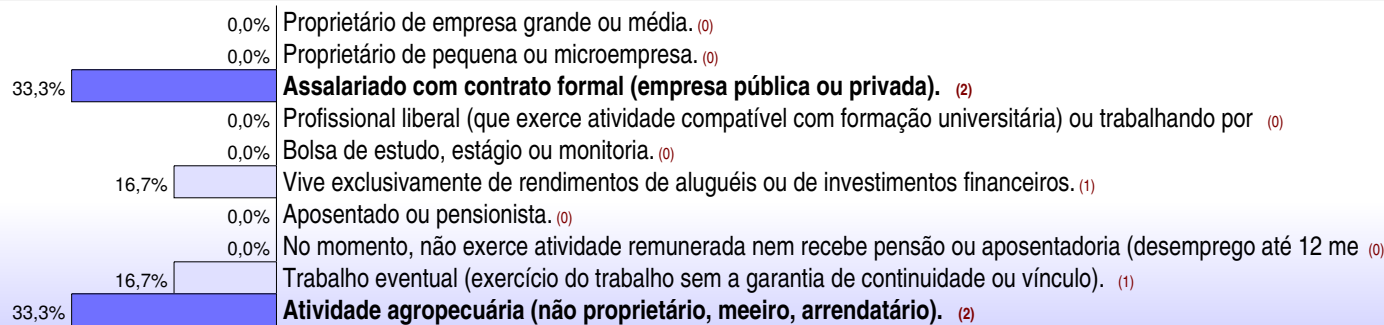 0,0% Proprietário de empresa grande ou média. (0)
0,0% Proprietário de pequena ou microempresa. (0)
33,3% Assalariado com contrato formal (empresa pública ou privada). (2)
0,0% Profissional liberal (que exerce atividade compatível com formação universitária) ou trabalhando por (0)
0,0% Bolsa de estudo, estágio ou monitoria. (0)
16,7% Vive exclusivamente de rendimentos de aluguéis ou de investimentos financeiros. (1)
0,0% Aposentado ou pensionista. (0)
0,0% No momento, não exerce atividade remunerada nem recebe pensão ou aposentadoria (desemprego até 12 me (0)
16,7% Trabalho eventual (exercício do trabalho sem a garantia de continuidade ou vínculo). (1)
33,3% Atividade agropecuária (não proprietário, meeiro, arrendatário). (2)